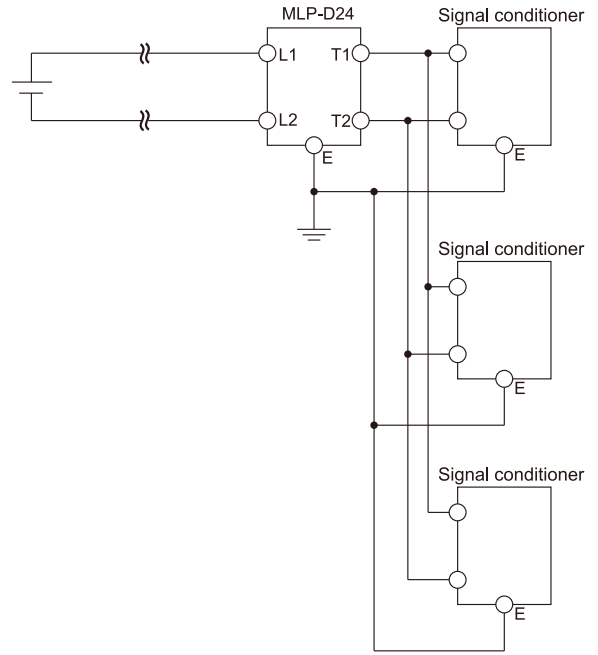 MLP-D24
Signal conditioner
L1
T1
L2
T2
E
E
Signal conditioner
E
Signal conditioner
E